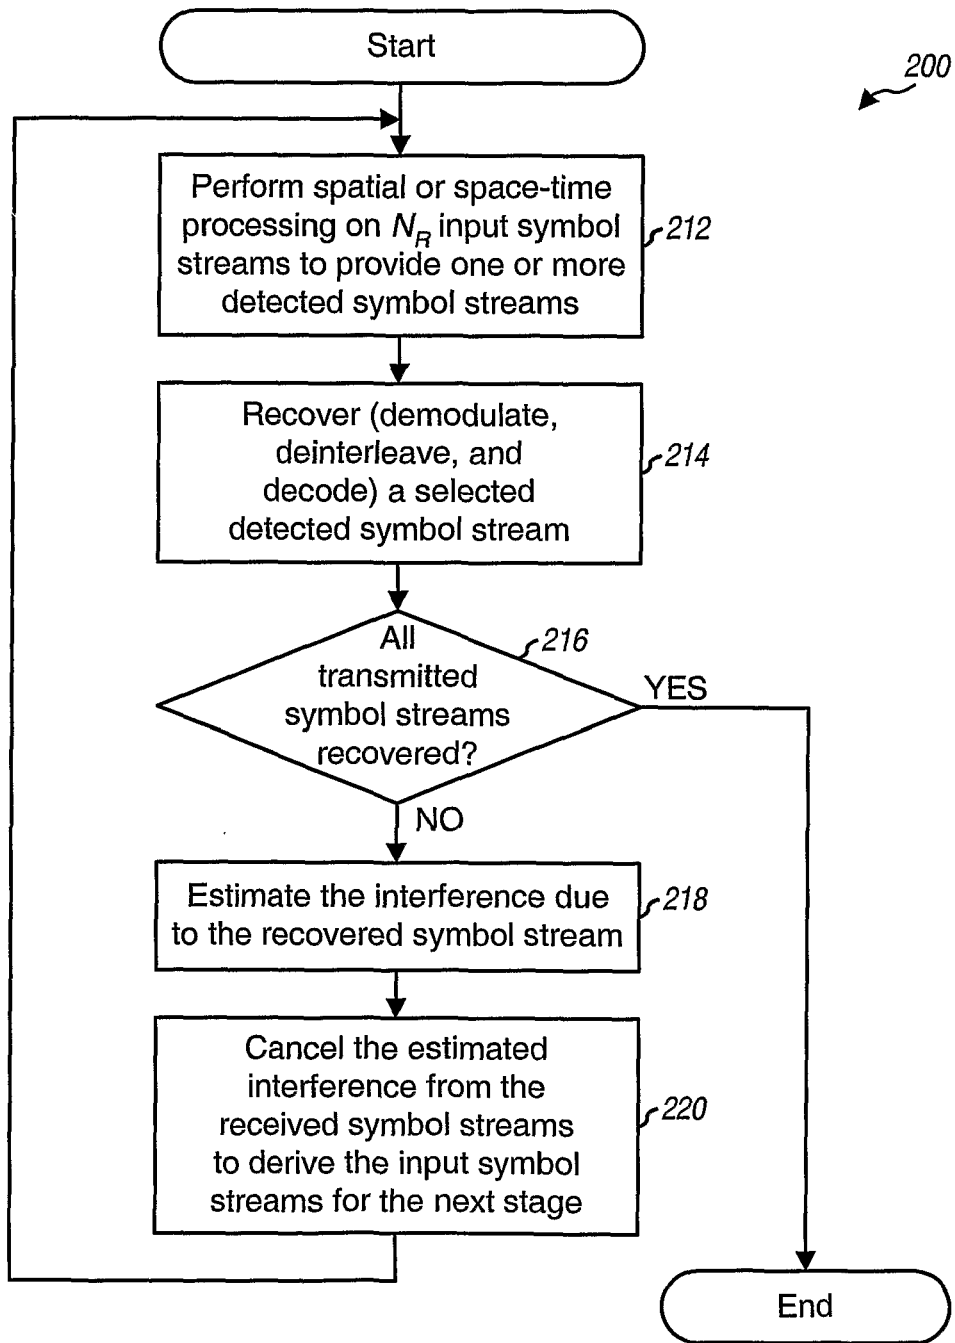 Start
200
Perform spatial or space-time
processing on N_R input symbol
streams to provide one or more
detected symbol streams
212
Recover (demodulate,
deinterleave, and
decode) a selected
detected symbol stream
214
All
transmitted
symbol streams
recovered?
216
YES
NO
Estimate the interference due
to the recovered symbol stream
218
Cancel the estimated
interference from the
received symbol streams
to derive the input symbol
streams for the next stage
220
End